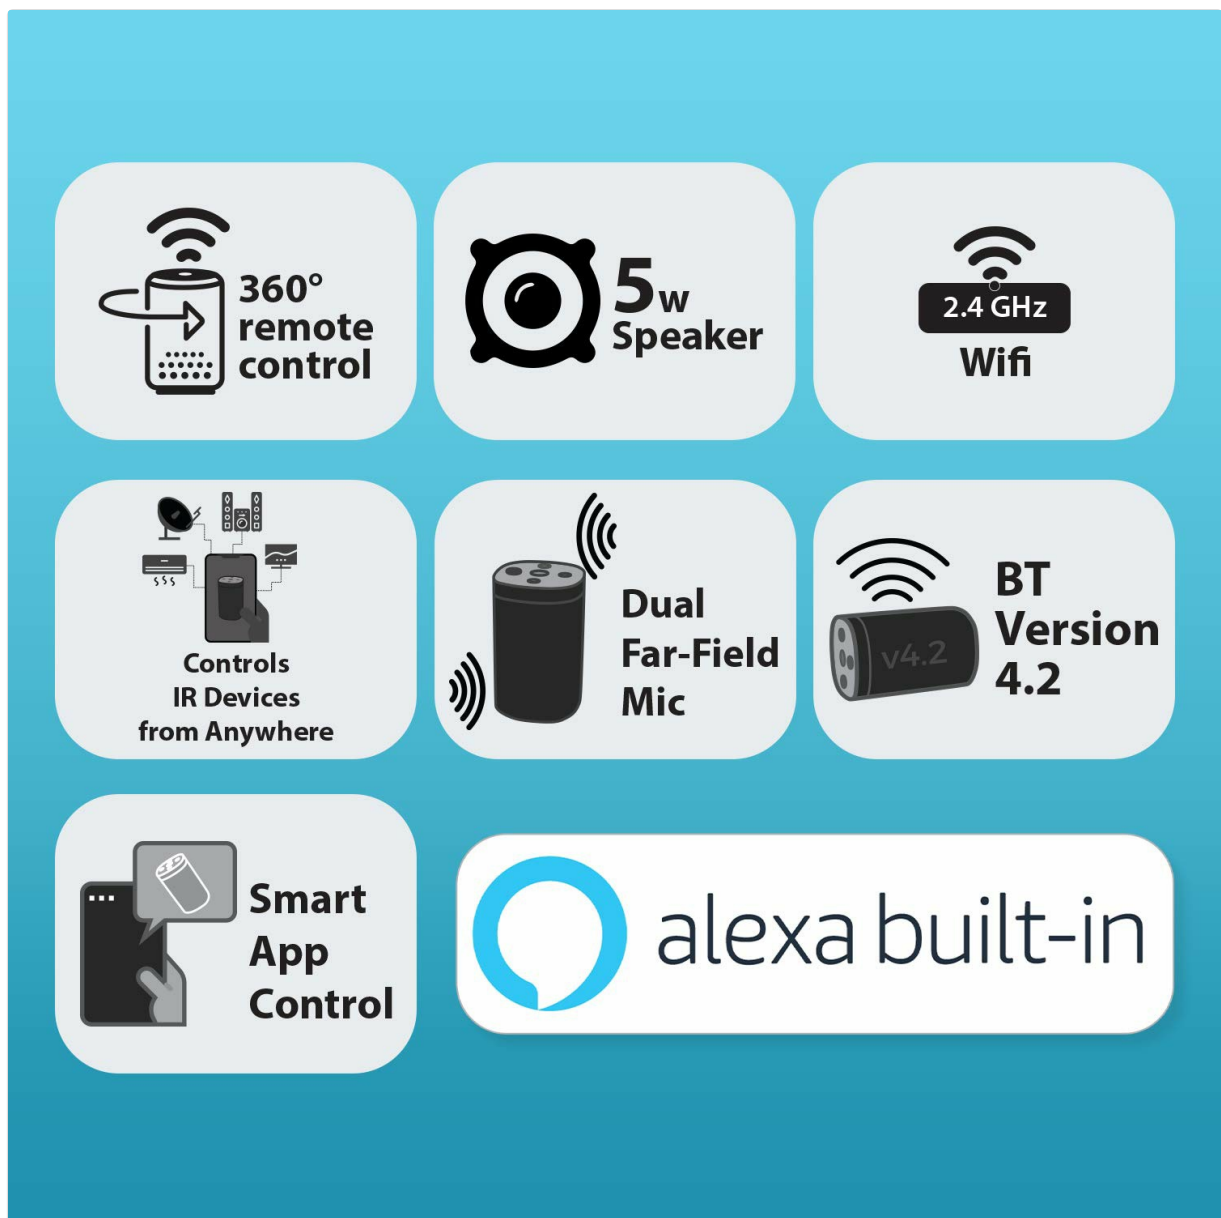 360°
remote
control
5w
Speaker
2.4 GHz
Wifi
Controls
IR Devices
from Anywhere
Dual
Far-Field
Mic
v4.2
BT
Version
4.2
Smart
App
Control
alexa built-in